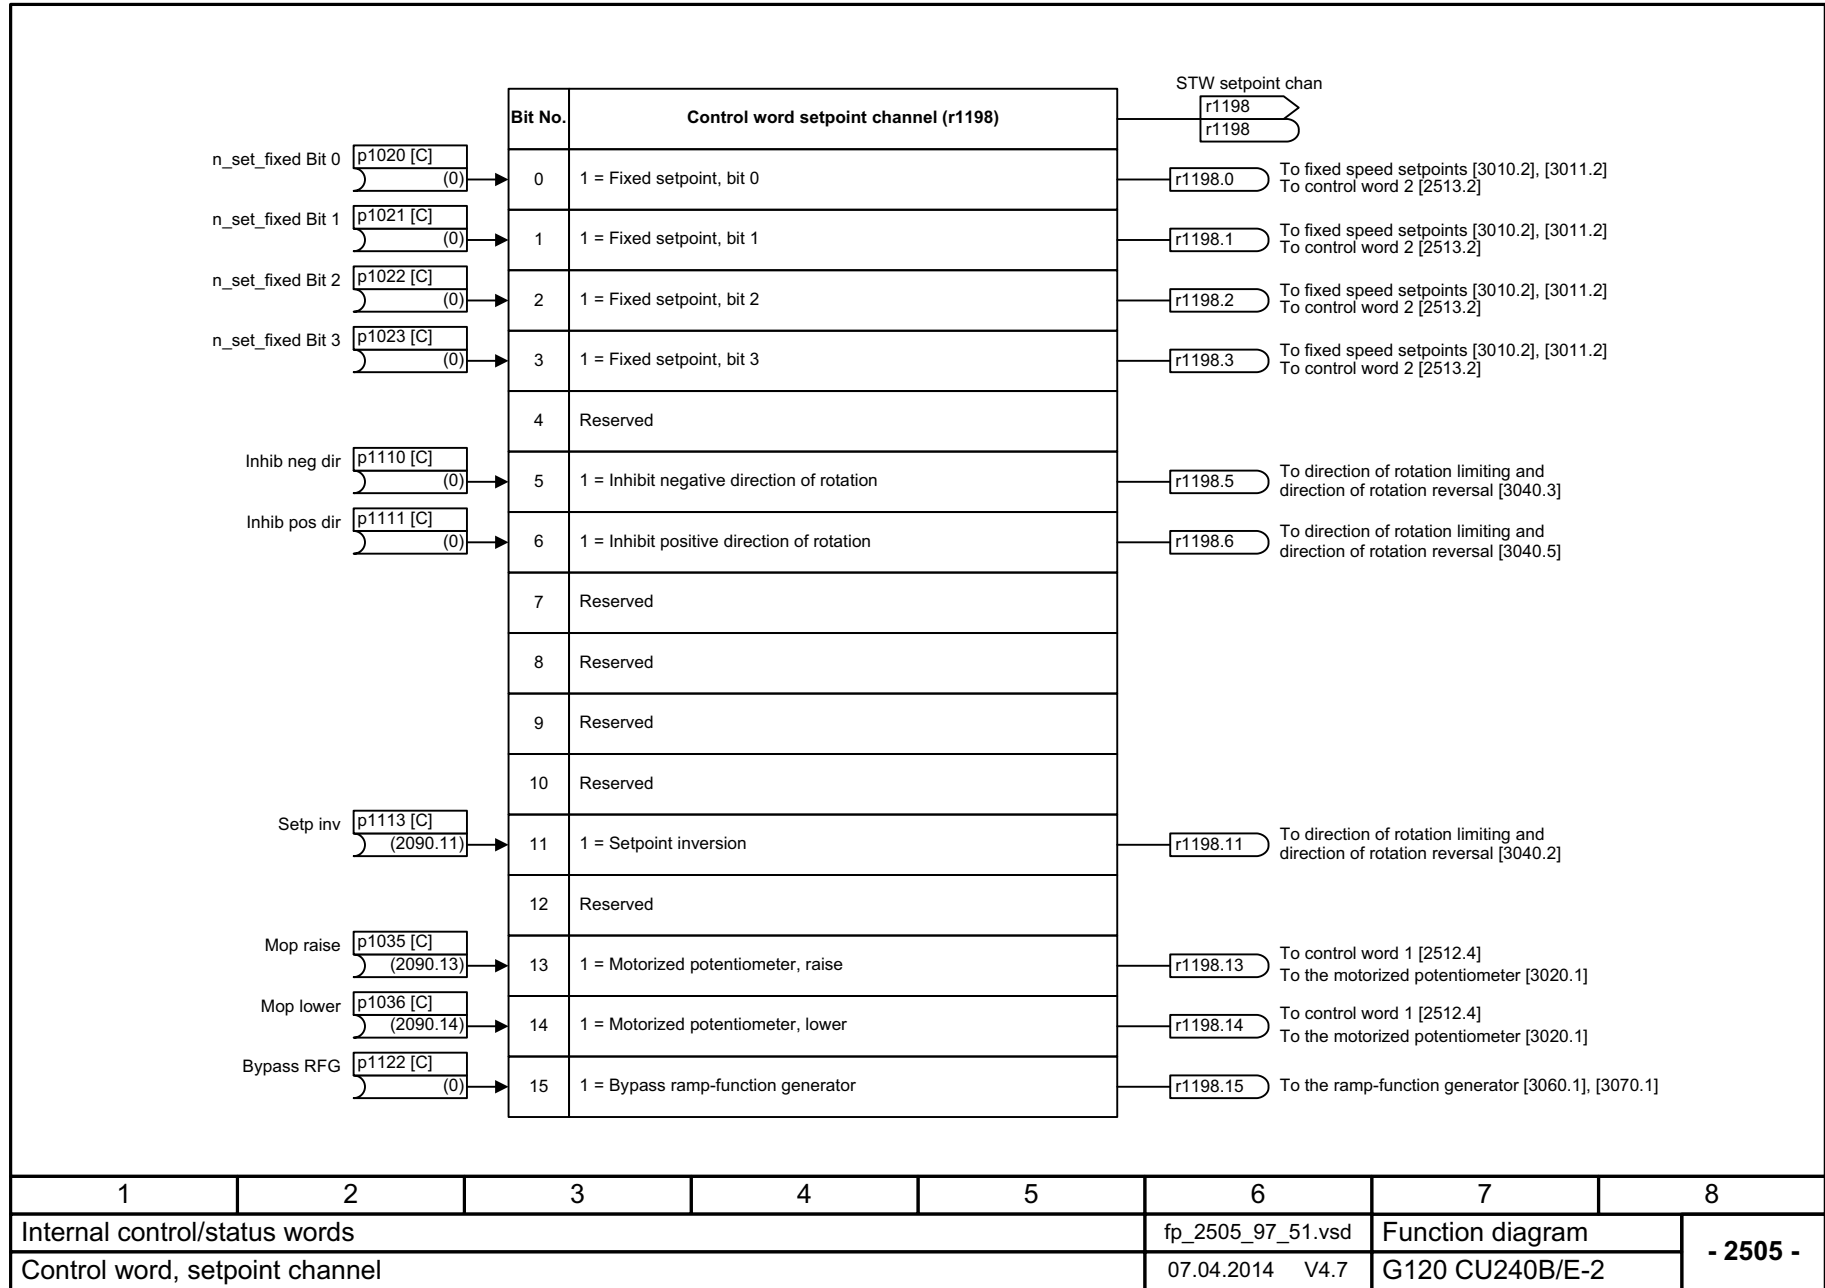 STW setpoint chan
r1198
r1198
Bit No. Control word setpoint channel (r1198)
n_set_fixed Bit 0 p1020 [C]
(0) 0 1 = Fixed setpoint, bit 0 r1198.0 To fixed speed setpoints [3010.2], [3011.2]
To control word 2 [2513.2]
n_set_fixed Bit 1 p1021 [C]
(0) 1 1 = Fixed setpoint, bit 1 r1198.1 To fixed speed setpoints [3010.2], [3011.2]
To control word 2 [2513.2]
n_set_fixed Bit 2 p1022 [C]
(0) 2 1 = Fixed setpoint, bit 2 r1198.2 To fixed speed setpoints [3010.2], [3011.2]
To control word 2 [2513.2]
n_set_fixed Bit 3 p1023 [C]
(0) 3 1 = Fixed setpoint, bit 3 r1198.3 To fixed speed setpoints [3010.2], [3011.2]
To control word 2 [2513.2]
4 Reserved
Inhib neg dir p1110 [C]
(0) 5 1 = Inhibit negative direction of rotation r1198.5 To direction of rotation limiting and
direction of rotation reversal [3040.3]
Inhib pos dir p1111 [C]
(0) 6 1 = Inhibit positive direction of rotation r1198.6 To direction of rotation limiting and
direction of rotation reversal [3040.5]
7 Reserved
8 Reserved
9 Reserved
10 Reserved
Setp inv p1113 [C]
(2090.11) 11 1 = Setpoint inversion r1198.11 To direction of rotation limiting and
direction of rotation reversal [3040.2]
12 Reserved
Mop raise p1035 [C]
(2090.13) 13 1 = Motorized potentiometer, raise r1198.13 To control word 1 [2512.4]
To the motorized potentiometer [3020.1]
Mop lower p1036 [C]
(2090.14) 14 1 = Motorized potentiometer, lower r1198.14 To control word 1 [2512.4]
To the motorized potentiometer [3020.1]
Bypass RFG p1122 [C]
(0) 15 1 = Bypass ramp-function generator r1198.15 To the ramp-function generator [3060.1], [3070.1]
1 2 3 4 5 6 7 8
Internal control/status words fp_2505_97_51.vsd Function diagram
- 2505 -
Control word, setpoint channel 07.04.2014 V4.7 G120 CU240B/E-2